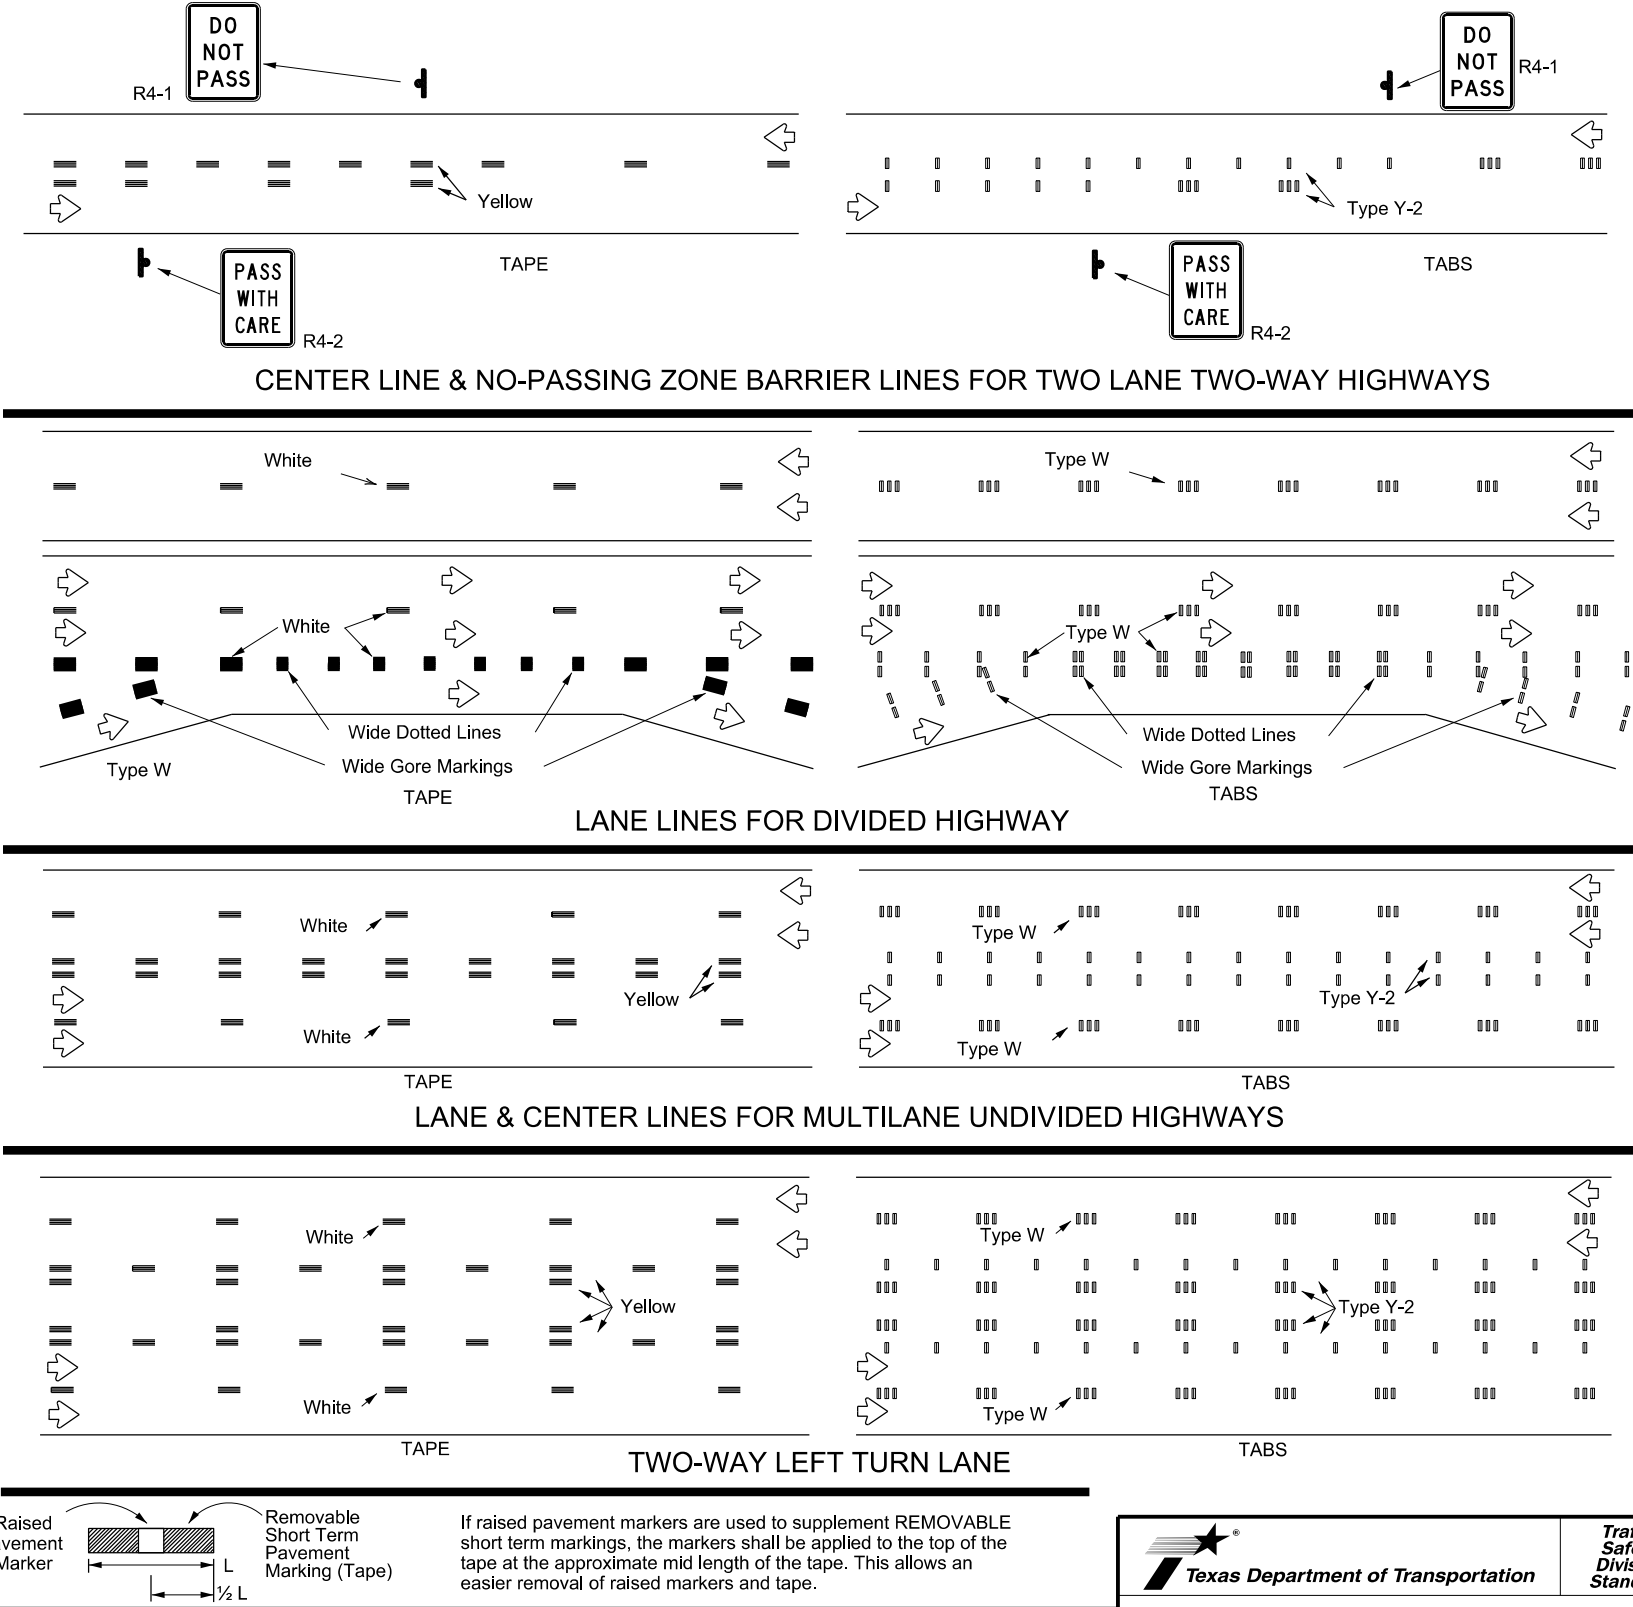 DO
NOT
PASS
R4-1
DO
NOT
PASS
R4-1
Yellow
Type Y-2
PASS
WITH
CARE
R4-2
TAPE
PASS
WITH
CARE
R4-2
TABS
CENTER LINE & NO-PASSING ZONE BARRIER LINES FOR TWO LANE TWO-WAY HIGHWAYS
White
Type W
White
Type W
Wide Dotted Lines
Wide Gore Markings
Type W
TAPE
Wide Dotted Lines
Wide Gore Markings
TABS
LANE LINES FOR DIVIDED HIGHWAY
White
Yellow
White
TAPE
Type W
Type Y-2
Type W
TABS
LANE & CENTER LINES FOR MULTILANE UNDIVIDED HIGHWAYS
White
Yellow
White
TAPE
Type W
Type Y-2
Type W
TABS
TWO-WAY LEFT TURN LANE
Raised
Marker
Removable
Short Term
Pavement
Marking (Tape)
L
½ L
If raised pavement markers are used to supplement REMOVABLE
short term markings, the markers shall be applied to the top of the
tape at the approximate mid length of the tape. This allows an
easier removal of raised markers and tape.
®
Texas Department of Transportation